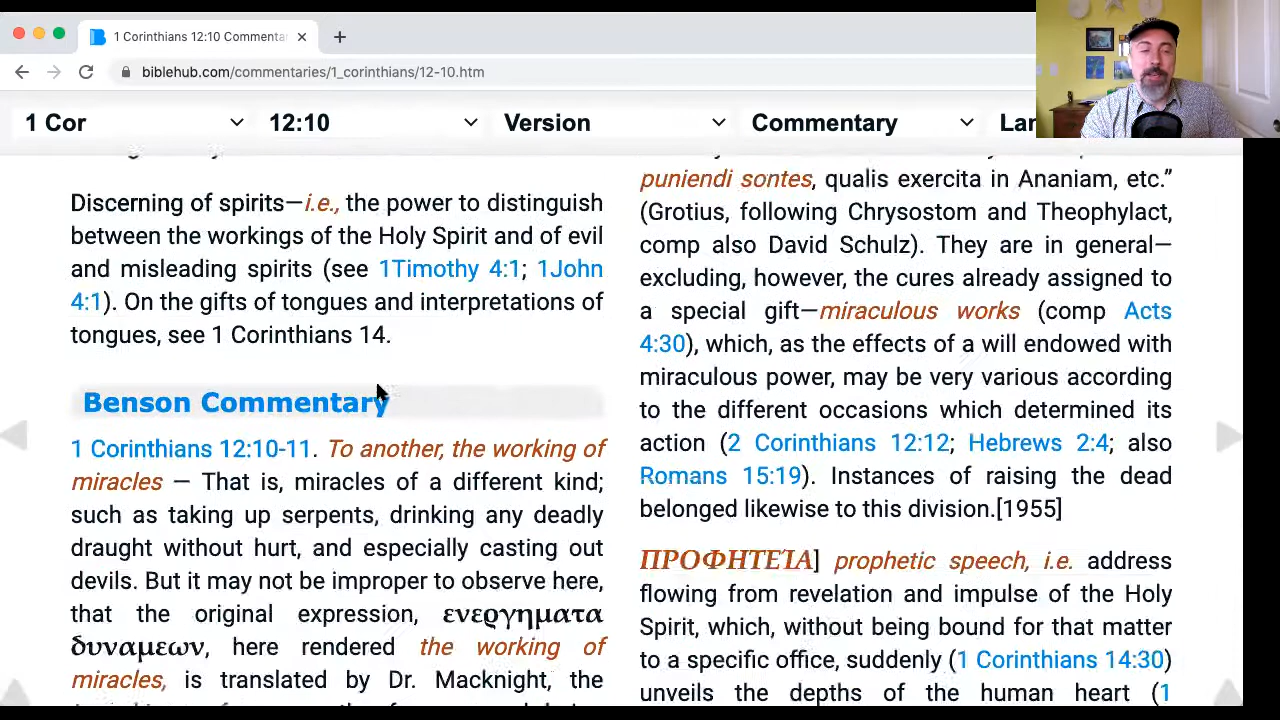 1 Corinthians 12:10 Commenta
biblehub.com/commentaries/1_corinthians/12-10.htm
1 Cor
12:10
Version
Commentary
Discerning of spirits—i.e., the power to distinguish
between the workings of the Holy Spirit and of evil
and misleading spirits (see 1Timothy 4:1; 1John
4:1). On the gifts of tongues and interpretations of
tongues, see 1 Corinthians 14.
Benson Commentary
1 Corinthians 12:10-11. To another, the working of
miracles — That is, miracles of a different kind;
such as taking up serpents, drinking any deadly
draught without hurt, and especially casting out
devils. But it may not be improper to observe here,
that the original expression, ενεργηματα
δυναμεων, here rendered the working of
miracles, is translated by Dr. Macknight, the
puniendi sontes, qualis exercita in Ananiam, etc.”
(Grotius, following Chrysostom and Theophylact,
comp also David Schulz). They are in general—
excluding, however, the cures already assigned to
a special gift—miraculous works (comp Acts
4:30), which, as the effects of a will endowed with
miraculous power, may be very various according
to the different occasions which determined its
action (2 Corinthians 12:12; Hebrews 2:4; also
Romans 15:19). Instances of raising the dead
belonged likewise to this division.[1955]
ΠΡΟΦΗΤΕΊΑ] prophetic speech, i.e. address
flowing from revelation and impulse of the Holy
Spirit, which, without being bound for that matter
to a specific office, suddenly (1 Corinthians 14:30)
unveils the depths of the human heart (1